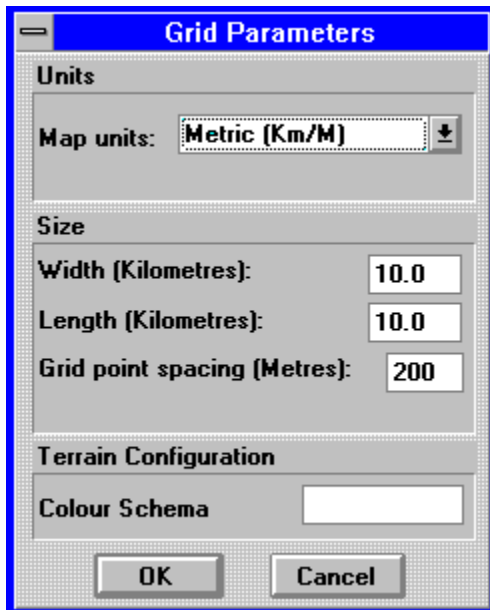 Grid Parameters
Units
Map units: Metric (Km/M)
Size
Width (Kilometres): 10.0
Length (Kilometres): 10.0
Grid point spacing (Metres): 200
Terrain Configuration
Colour Schema
OK Cancel